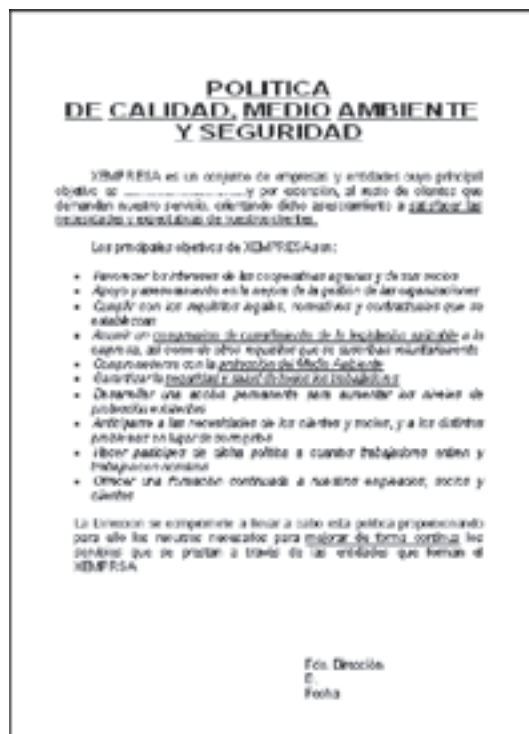 POLITICA
DE CALIDAD, MEDIO AMBIENTE
Y SEGURIDAD
XEMPRESA es un conjunto de empresas y entidades cuyo principal
objetivo es y por extensión, al resto de clientes que
demandan nuestro servicio, orientando dicho asesoramiento a satisfacer las
necesidades y expectativas de nuestros clientes.
Los principales objetivos de XEMPRESA son:
• Favorecer los intereses de las cooperativas agrarias y de sus socios
• Apoyo y asesoramiento en la mejora de la gestión de las organizaciones
• Cumplir con los requisitos legales, normativos y contractuales que se
establezcan
• Asumir un compromiso de cumplimiento de la legislación aplicable a la
empresa, así como de otros requisitos que se suscriban voluntariamente
• Comprometerse con la protección del Medio Ambiente
• Garantizar la seguridad y salud de todos los trabajadores
• Desarrollar una acción permanente para aumentar los niveles de
protección existentes
• Anticiparse a las necesidades de los clientes y socios, y a los distintos
problemas en lugar de corregirlos
• Hacer partícipes de dicha política a cuantos trabajadores entren y
trabajen con nosotros
• Ofrecer una formación continuada a nuestros empleados, socios y
clientes
La Dirección se compromete a llevar a cabo esta política proporcionando
para ello los recursos necesarios para mejorar de forma continua los
servicios que se prestan a través de las entidades que forman el
XEMPRSA
Fdo. Dirección
D.
Fecha